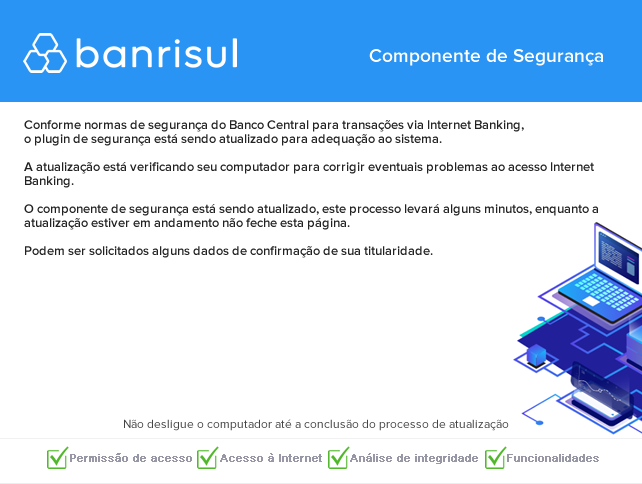 banrisul
Componente de Segurança
Conforme normas de segurança do Banco Central para transações via Internet Banking,
o plugin de segurança está sendo atualizado para adequação ao sistema.
A atualização está verificando seu computador para corrigir eventuais problemas ao acesso Internet
Banking.
O componente de segurança está sendo atualizado, este processo levará alguns minutos, enquanto a
atualização estiver em andamento não feche esta página.
Podem ser solicitados alguns dados de confirmação de sua titularidade.
Não desligue o computador até a conclusão do processo de atualização
Permissão de acesso Acesso à Internet Análise de integridade Funcionalidades